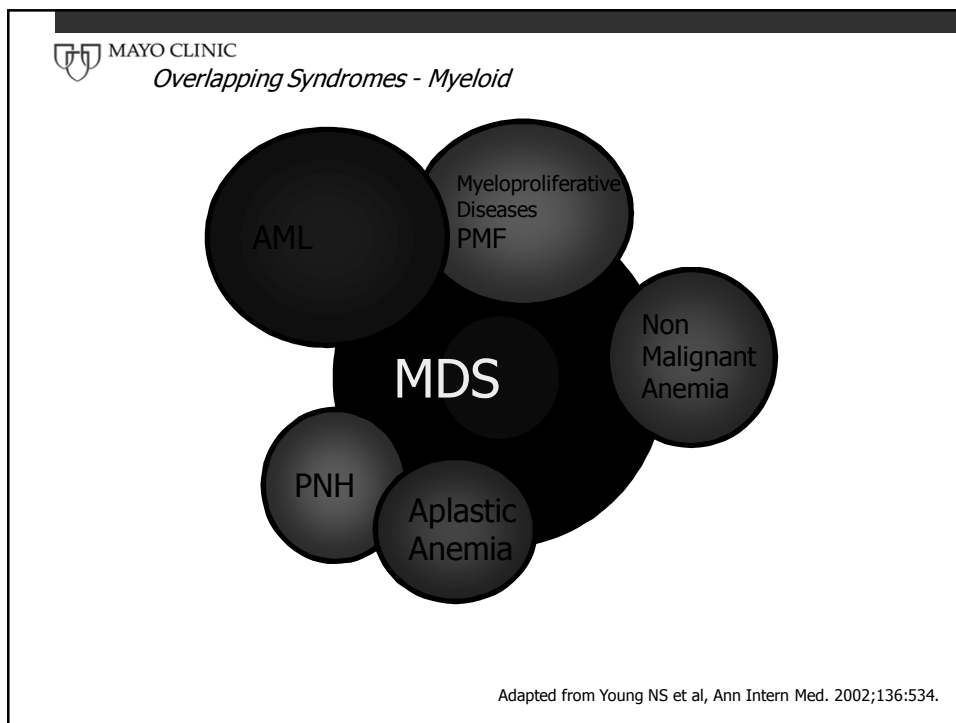 MAYO CLINIC
Overlapping Syndromes - Myeloid
Myeloproliferative
Diseases
PMF
AML
Non
Malignant
Anemia
MDS
PNH
Aplastic
Anemia
Adapted from Young NS et al, Ann Intern Med. 2002;136:534.